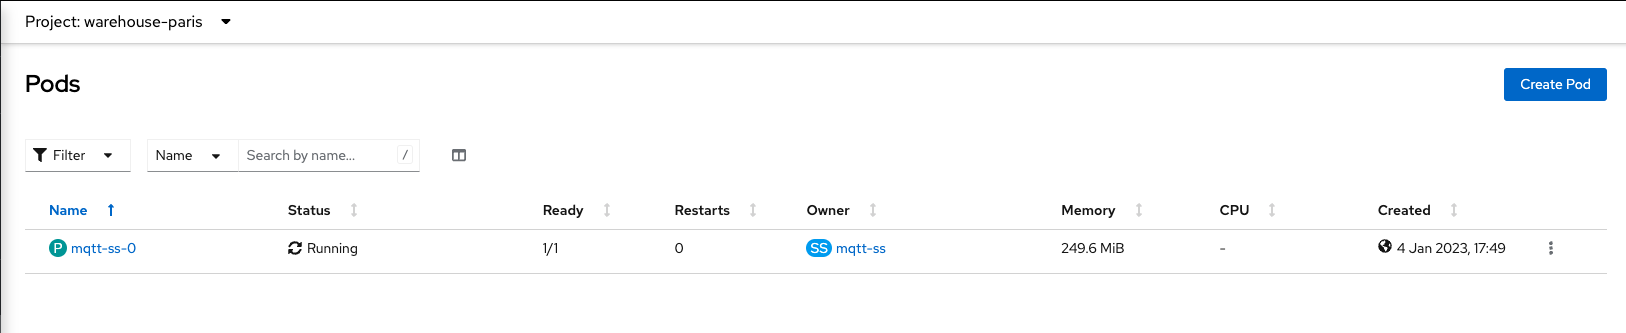 Project: warehouse-paris
Pods
Create Pod
Filter Name Search by name... /
Name Status Ready Restarts Owner Memory CPU Created
P mqtt-ss-0 Running 1/1 0 SS mqtt-ss 249.6 MiB - 4 Jan 2023, 17:49